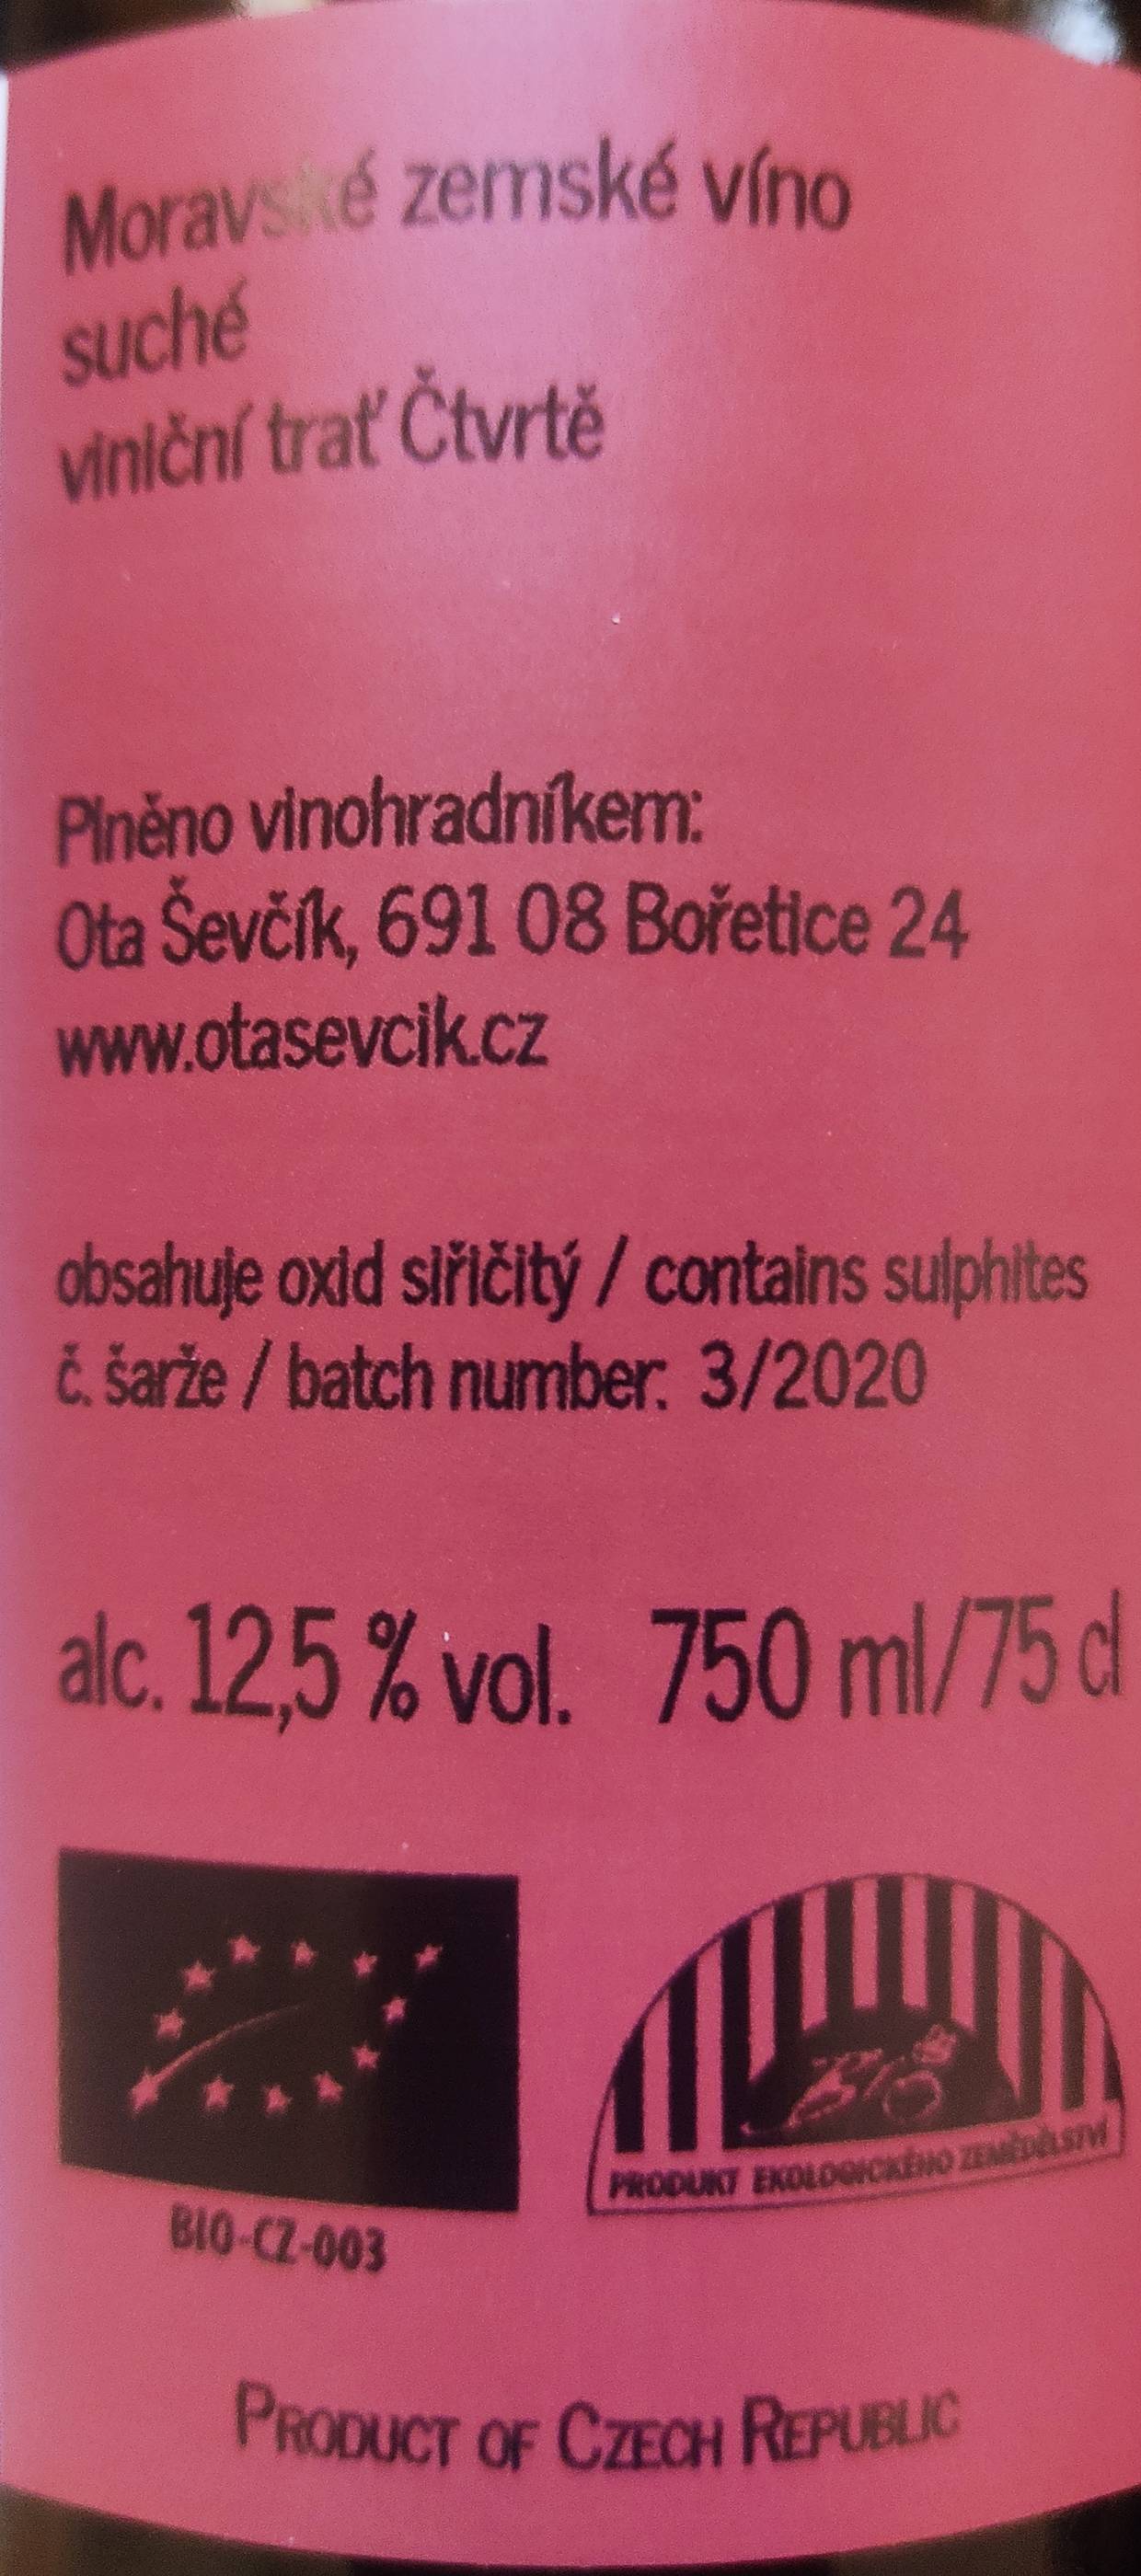 Moravské zemské víno
suché
viniční trať Čtvrtě
Plněno vinohradníkem:
Ota Ševčík, 691 08 Bořetice 24
www.otasevcik.cz
obsahuje oxid siřičitý / contains sulphites
č. šarže / batch number: 3/2020
alc. 12,5 % vol. 750 ml/75 cl
BIO
PRODUKT EKOLOGICKÉHO ZEMĚDĚLSTVÍ
BIO-CZ-003
PRODUCT OF CZECH REPUBLIC